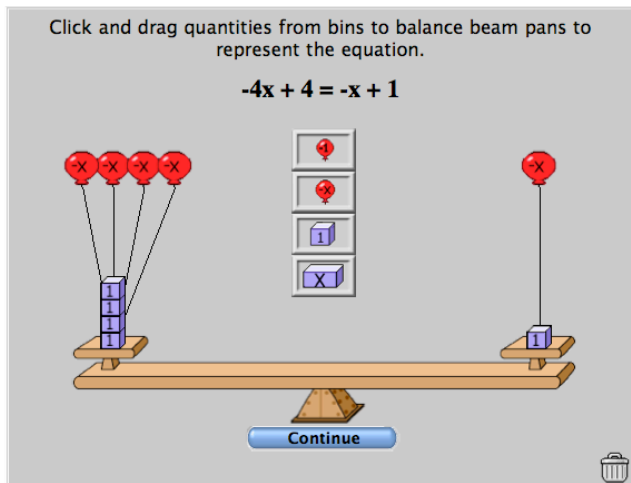 Click and drag quantities from bins to balance beam pans to
represent the equation.
-4x + 4 = -x + 1
-X -X -X -X
-1
-X
1
X
-X
1
1
1
1
1
Continue